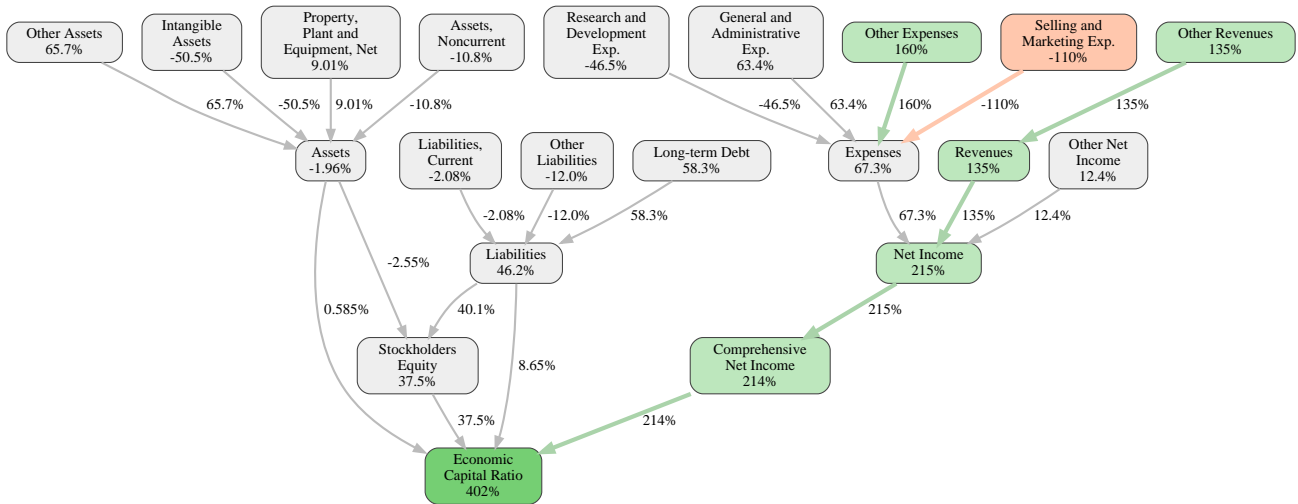 Other Assets
65.7%
Intangible
Assets
-50.5%
Property,
Plant and
Equipment, Net
9.01%
Assets,
Noncurrent
-10.8%
Research and
Development
Exp.
-46.5%
General and
Administrative
Exp.
63.4%
Other Expenses
160%
Selling and
Marketing Exp.
-110%
Other Revenues
135%
65.7%
-50.5%
9.01%
-10.8%
-46.5%
63.4%
160%
-110%
135%
Assets
-1.96%
Liabilities,
Current
-2.08%
Other
Liabilities
-12.0%
Long-term Debt
58.3%
Expenses
67.3%
Revenues
135%
Other Net
Income
12.4%
-2.08%
-12.0%
58.3%
67.3%
135%
12.4%
Liabilities
46.2%
Net Income
215%
-2.55%
0.585%
40.1%
8.65%
215%
Stockholders
Equity
37.5%
Comprehensive
Net Income
214%
37.5%
214%
Economic
Capital Ratio
402%